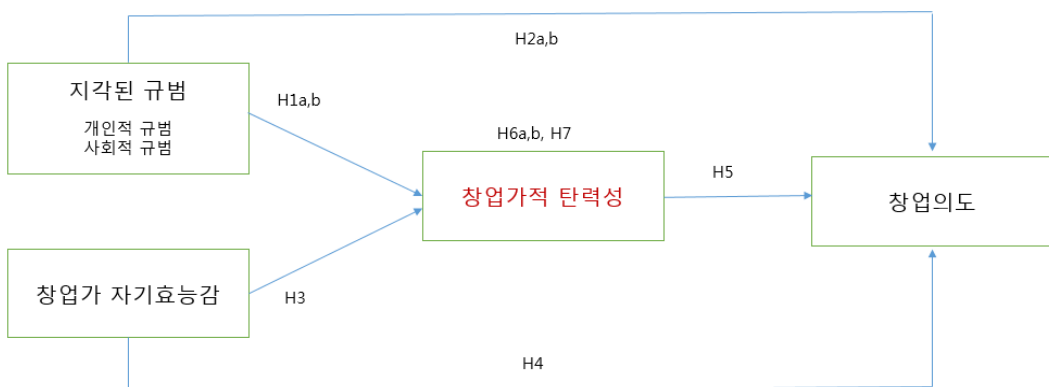 H2a,b
지각된 규범
개인적 규범
사회적 규범
H1a,b
H6a,b, H7
창업가적 탄력성
H5
창업의도
창업가 자기효능감
H3
H4